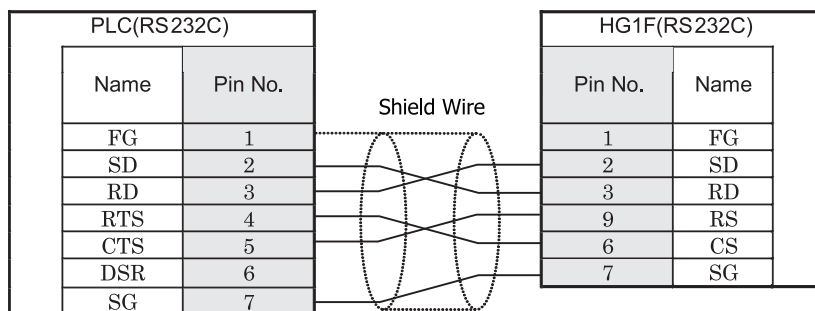 PLC(RS232C)
HG1F(RS232C)
Name Pin No.
Pin No. Name
Shield Wire
FG 1
1 FG
SD 2
2 SD
RD 3
3 RD
RTS 4
9 RS
CTS 5
6 CS
DSR 6
7 SG
SG 7